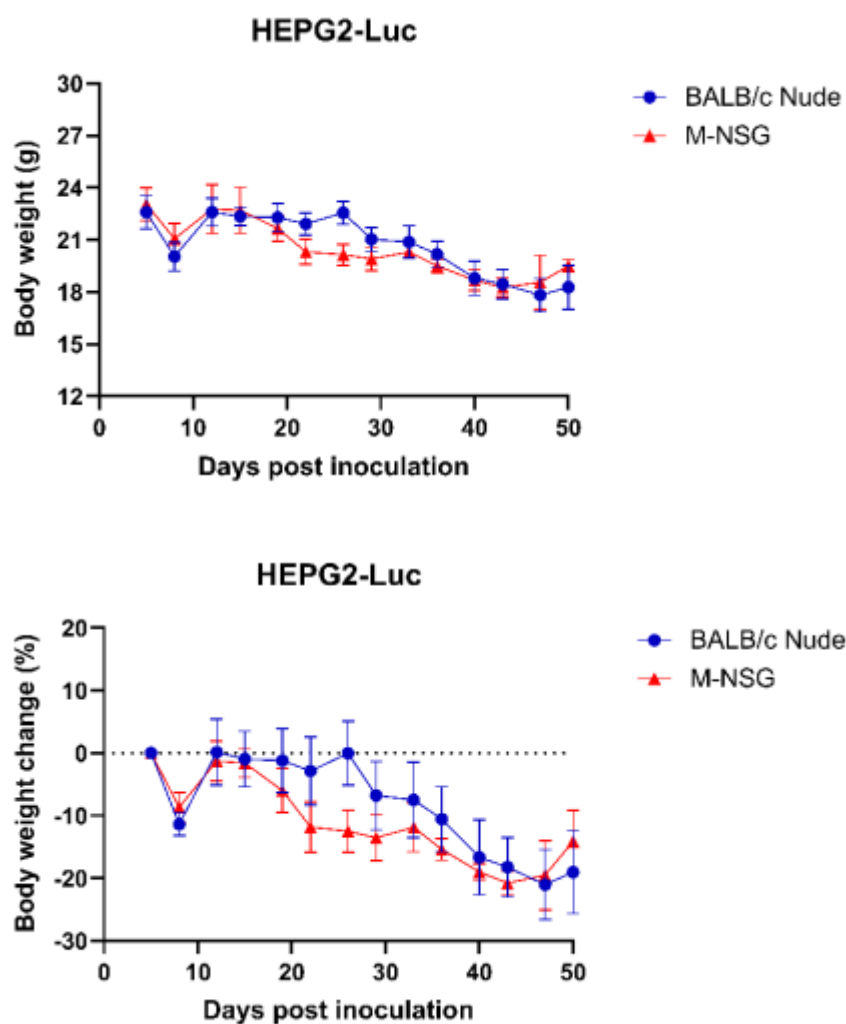 HEPG2-Luc
BALB/c Nude
M-NSG
Body weight (g)
30
27
24
21
18
15
12
0 10 20 30 40 50
Days post inoculation
HEPG2-Luc
BALB/c Nude
M-NSG
Body weight change (%)
20
10
0
-10
-20
-30
0 10 20 30 40 50
Days post inoculation